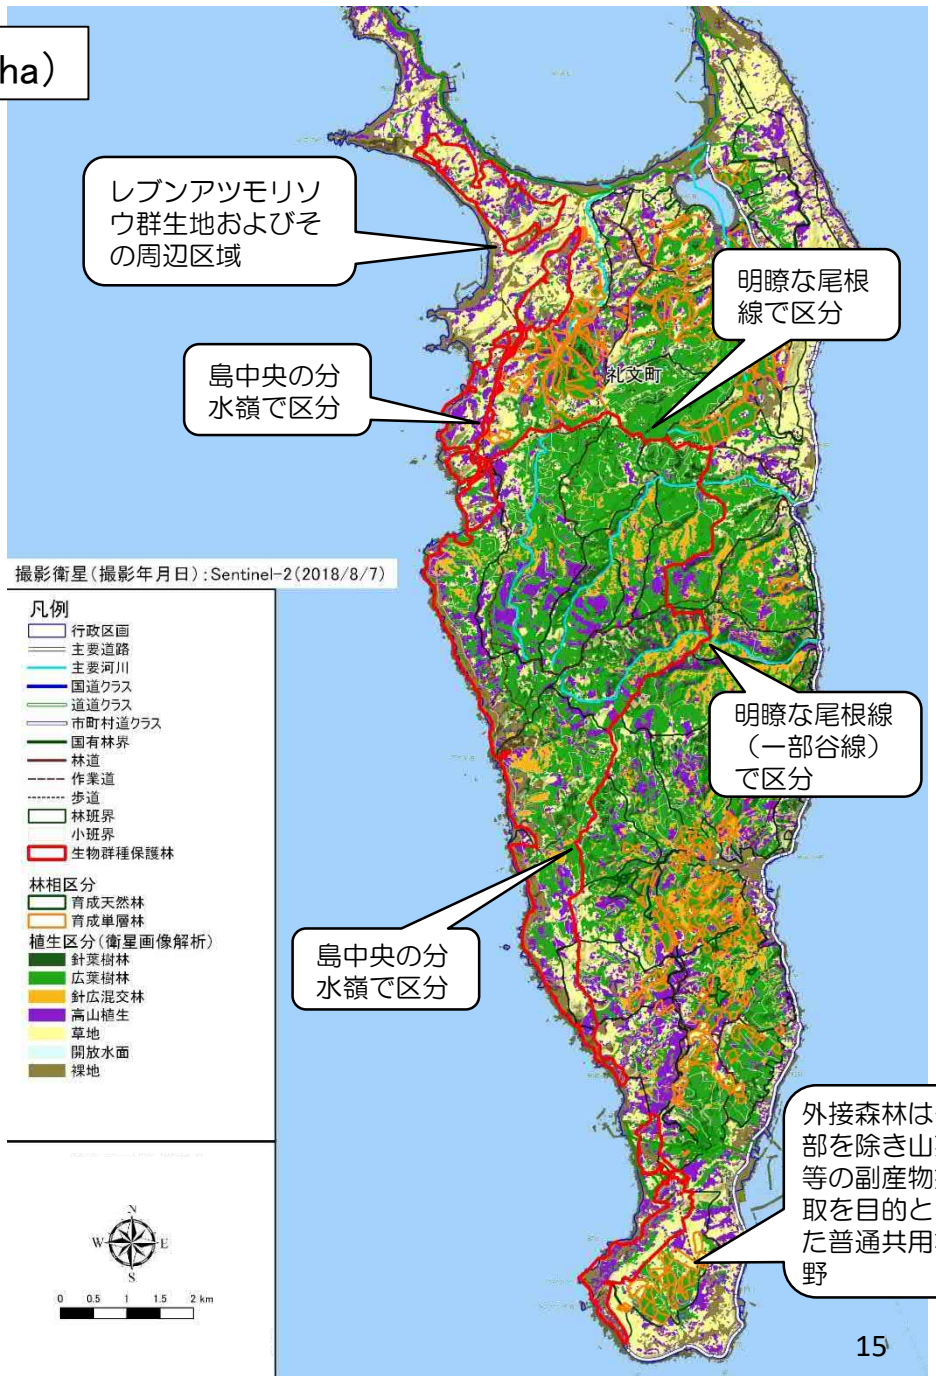 ha)
レブンアツモリソ
ウ群生地およびそ
の周辺区域
明瞭な尾根
線で区分
島中央の分
水嶺で区分
礼文町
撮影衛星(撮影年月日):Sentinel-2(2018/8/7)
凡例
行政区画
主要道路
主要河川
国道クラス
道道クラス
市町村道クラス
国有林界
林道
作業道
歩道
林班界
小班界
生物群種保護林
林相区分
育成天然林
育成単層林
植生区分(衛星画像解析)
針葉樹林
広葉樹林
針広混交林
高山植生
草地
開放水面
裸地
明瞭な尾根線
(一部谷線)
で区分
島中央の分
水嶺で区分
外接森林は
部を除き山
等の副産物
取を目的と
た普通共用
野
N
W E
S
0 0.5 1 1.5 2 km
15